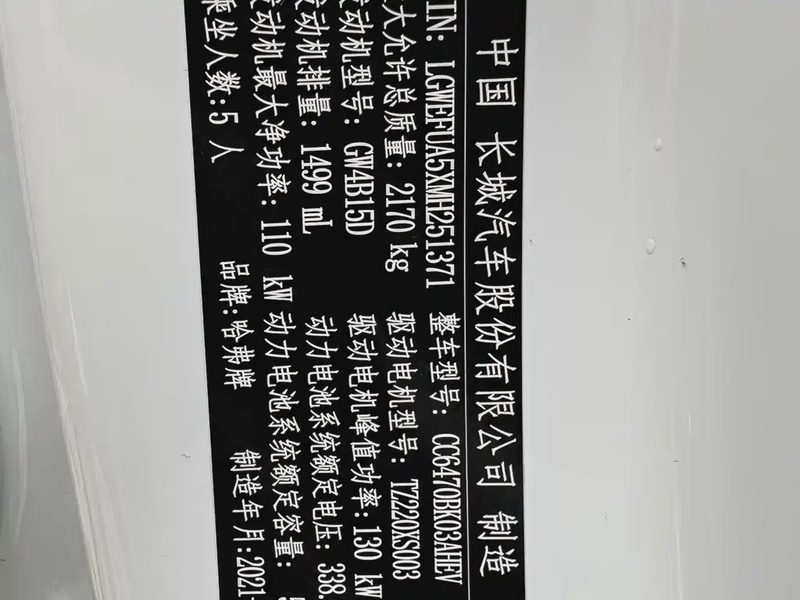 中国 长城汽车股份有限公司 制造
IN: LGWEFUA5XMH251371 整车型号: CC6470BK03AHEV
大允许总质量: 2170 kg 驱动电机型号: TZ220XS003
发动机型号: GW4B15D 驱动电机峰值功率: 130 kW
发动机排量: 1499 mL 动力电池系统额定电压: 338.
发动机最大净功率: 110 kW 动力电池系统额定容量:
乘坐人数: 5 人 品牌: 哈弗牌 制造年月: 2021-